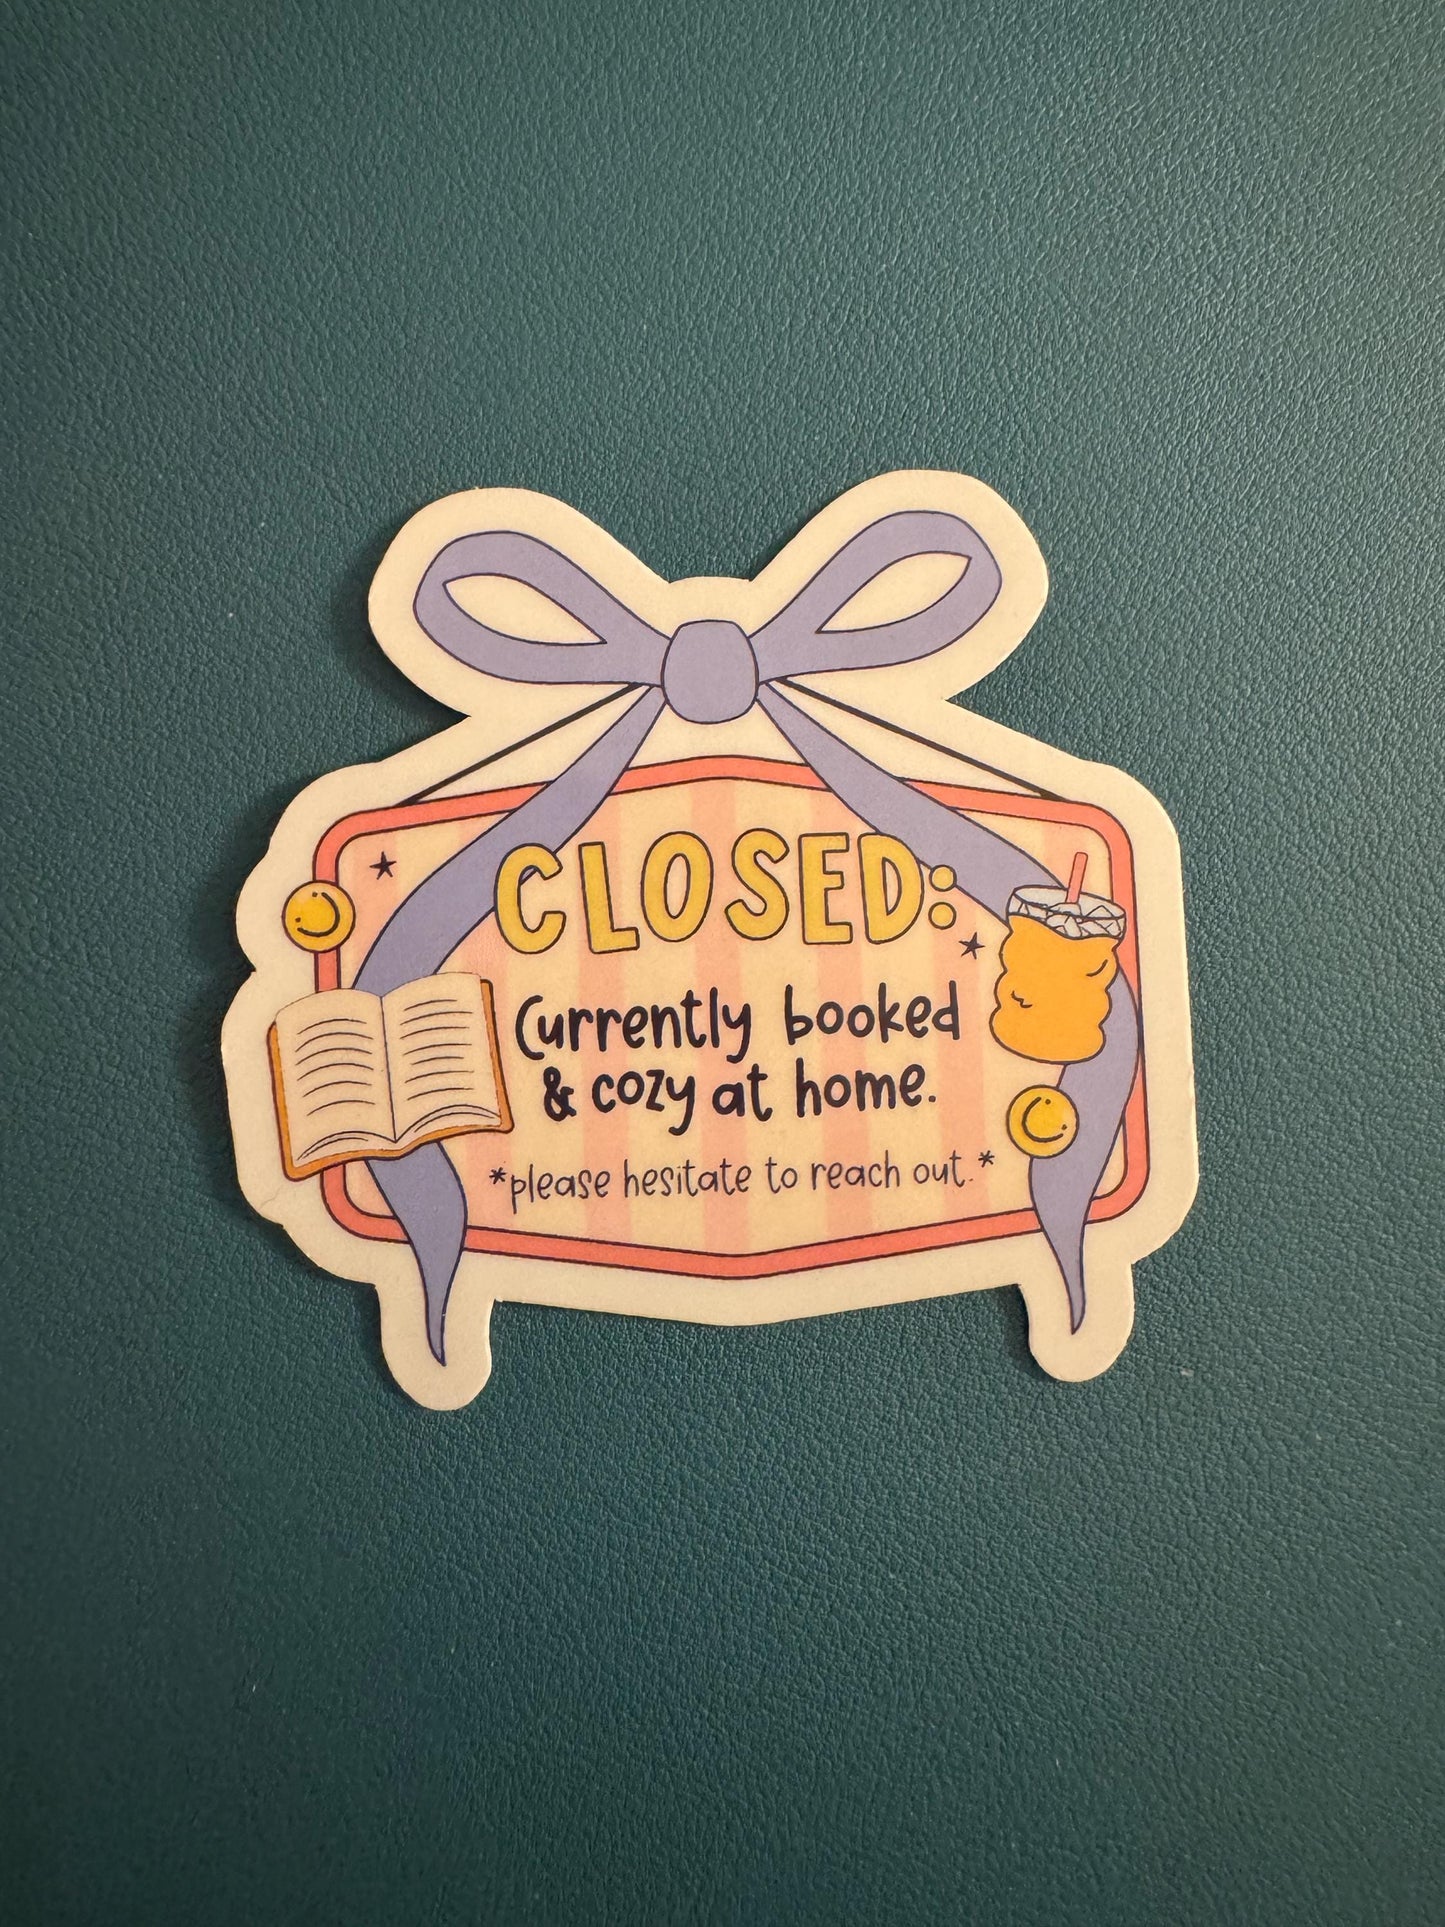 CLOSED:
Currently booked
& cozy at home.
*please hesitate to reach out.*